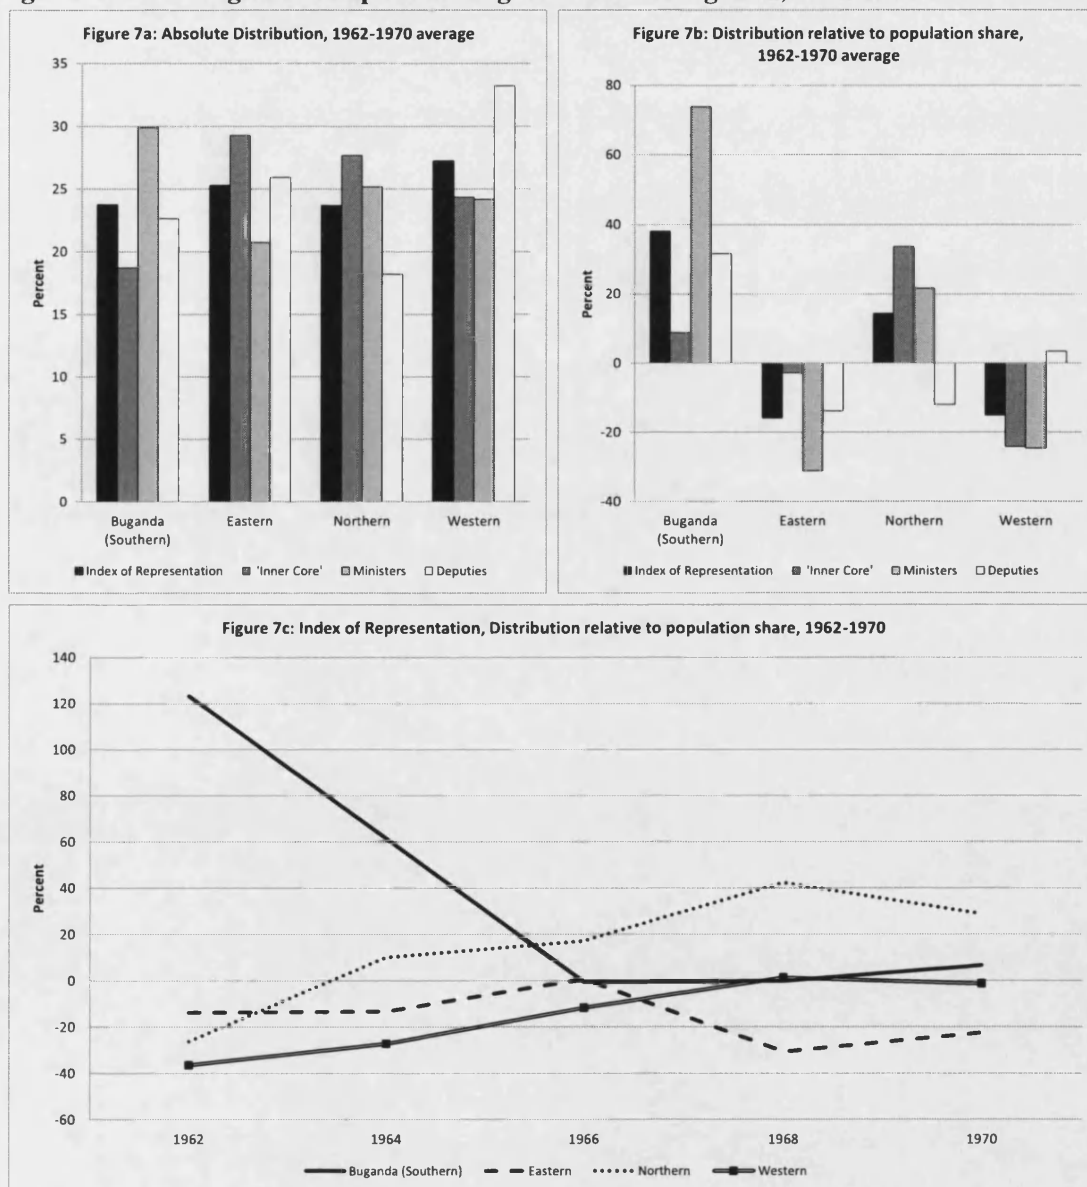 Figure 7a: Absolute Distribution, 1962-1970 average
35
30
25
20
15
10
5
0
Percent
Buganda (Southern)
Eastern
Northern
Western
Index of Representation 'Inner Core' Ministers Deputies
Figure 7b: Distribution relative to population share,
1962-1970 average
80
60
40
20
0
-20
-40
Percent
Buganda (Southern)
Eastern
Northern
Western
Index of Representation 'Inner Core' Ministers Deputies
Figure 7c: Index of Representation, Distribution relative to population share, 1962-1970
140
120
100
80
60
40
20
0
-20
-40
-60
Percent
1962 1964 1966 1968 1970
Buganda (Southern) Eastern Northern Western